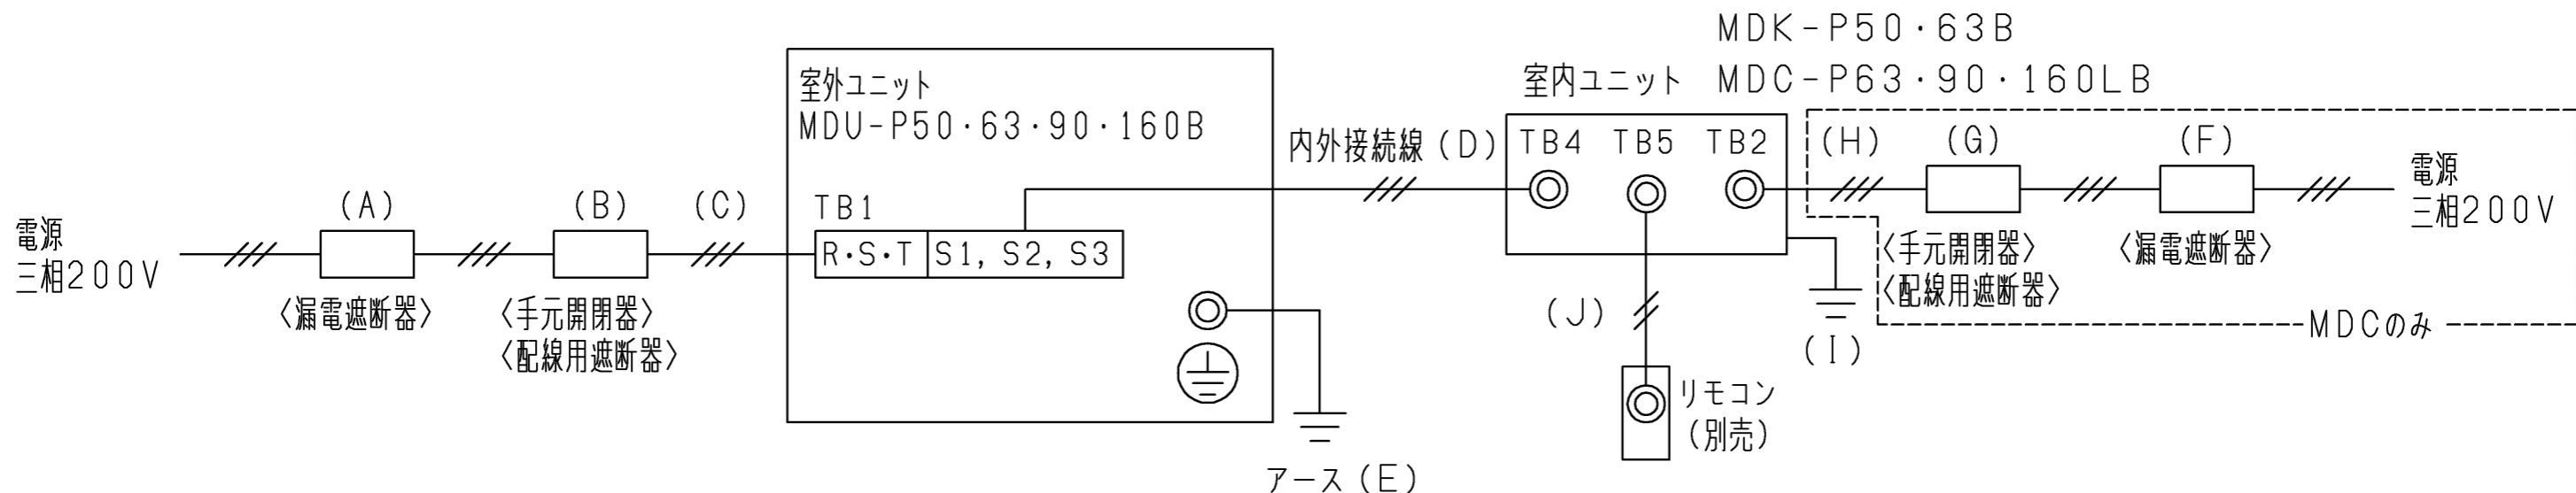 MDK-P50・63B
室内ユニット MDC-P63・90・160LB
室外ユニット
MDU-P50・63・90・160B
内外接続線(D)
TB4 TB5 TB2
(H) (G) (F)
電源
三相200V
(A) (B) (C)
TB1
電源
三相200V
R・S・T S1, S2, S3
〈漏電遮断器〉
〈手元開閉器〉
〈配線用遮断器〉
〈手元開閉器〉
〈配線用遮断器〉
〈漏電遮断器〉
MDCのみ
(J)
(I)
リモコン
(別売)
アース(E)